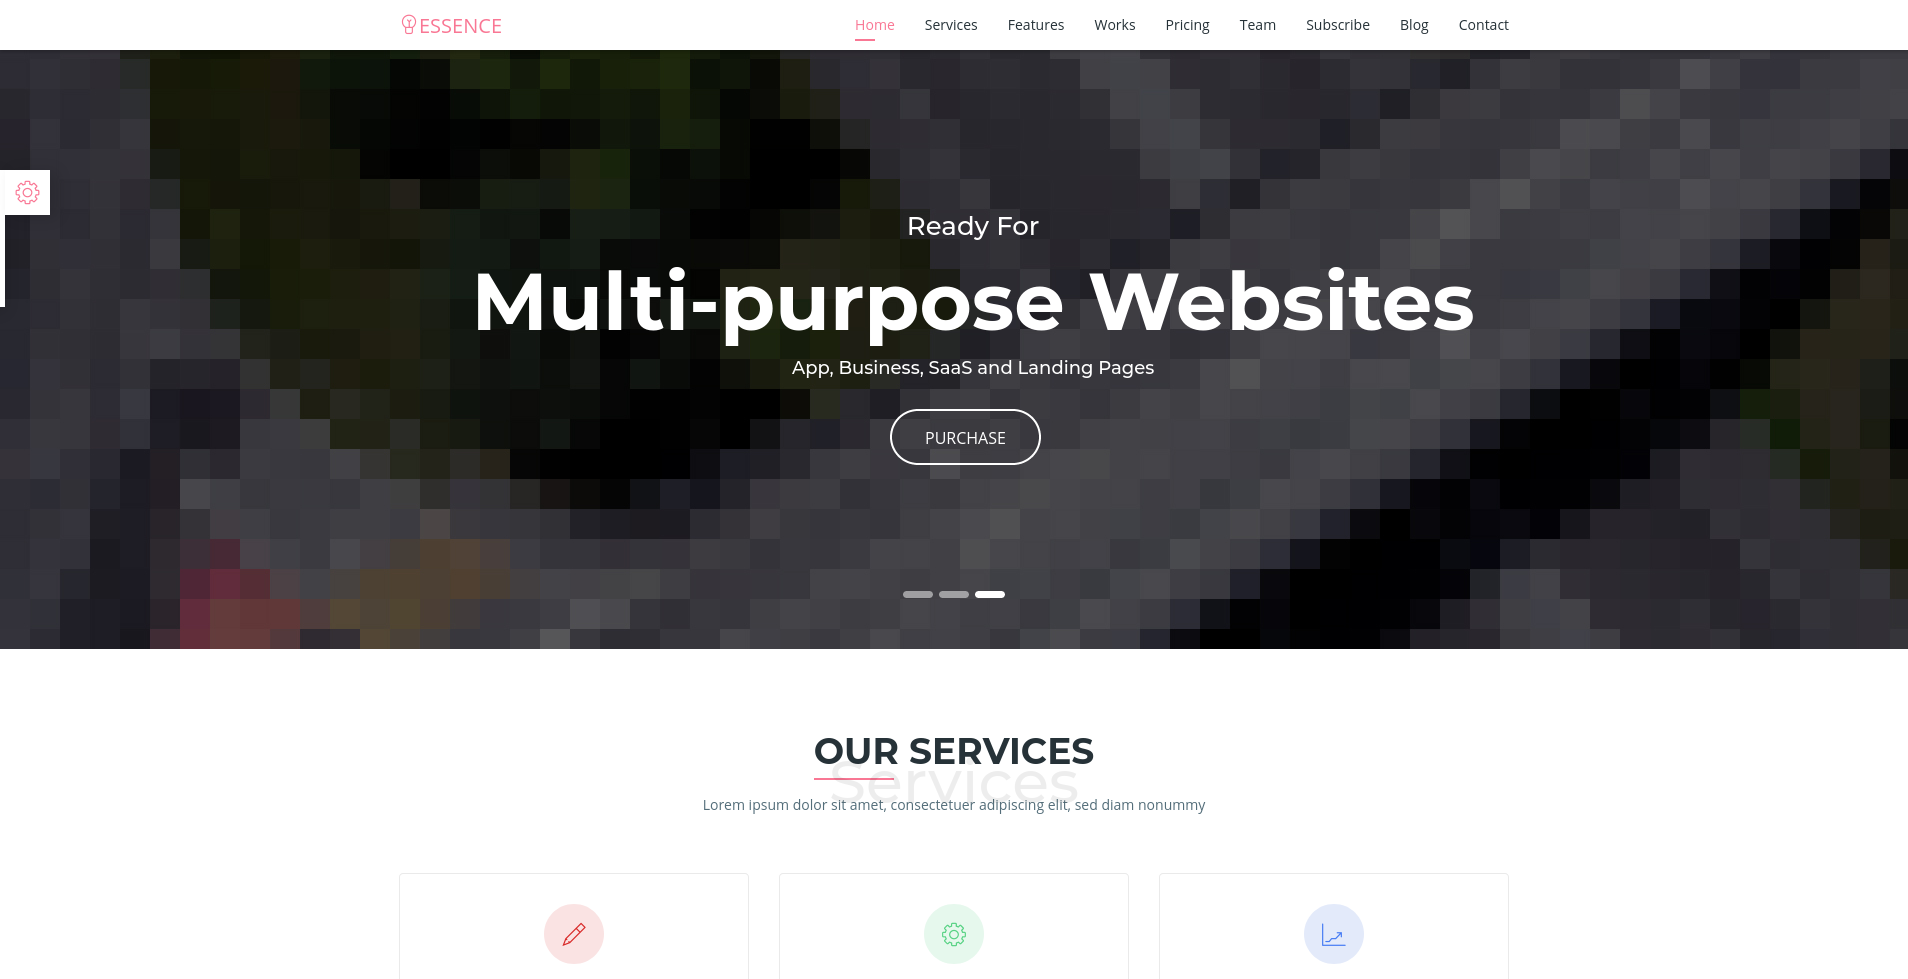 ESSENCE
Home Services Features Works Pricing Team Subscribe Blog Contact
Ready For
Multi-purpose Websites
App, Business, SaaS and Landing Pages
PURCHASE
OUR SERVICES
Services
Lorem ipsum dolor sit amet, consectetuer adipiscing elit, sed diam nonummy